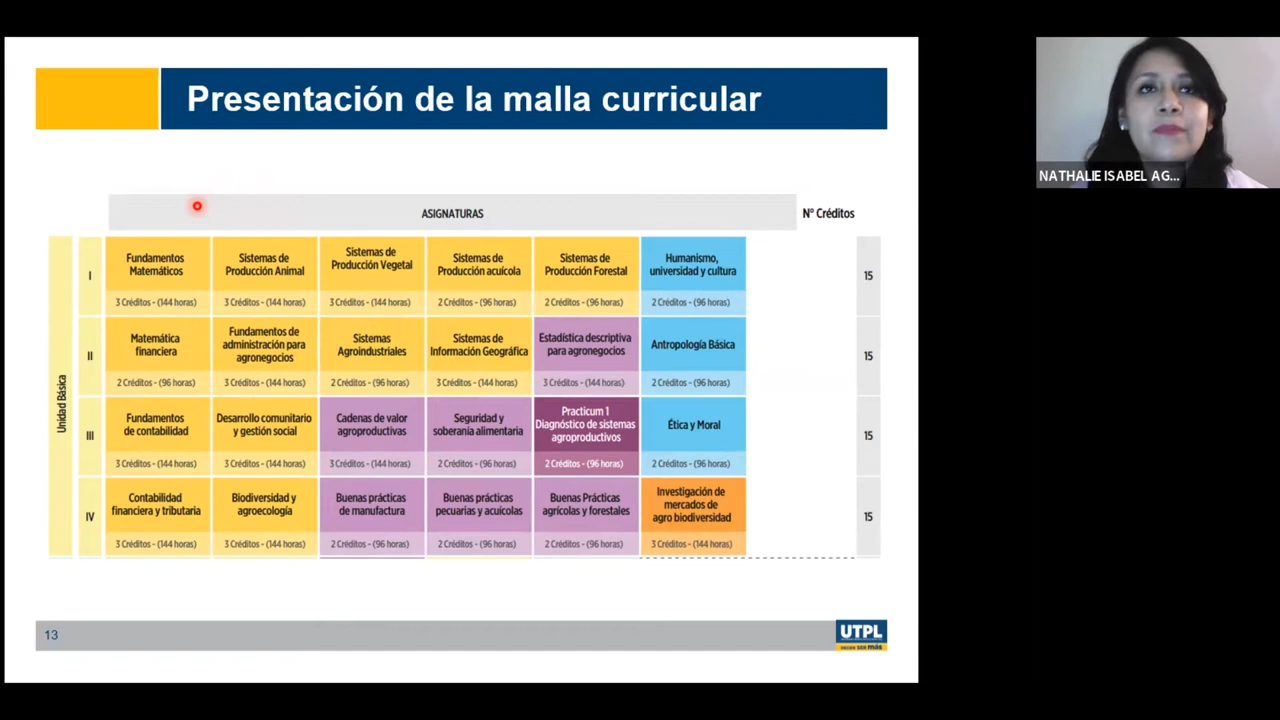 Presentación de la malla curricular
NATHALIE ISABEL AG...
ASIGNATURAS
N° Créditos
Unidad Básica
I
Fundamentos
Matemáticos
3 Créditos - (144 horas)
Sistemas de
Producción Animal
3 Créditos - (144 horas)
Sistemas de
Producción Vegetal
3 Créditos - (144 horas)
Sistemas de
Producción acuícola
2 Créditos - (96 horas)
Sistemas de
Producción Forestal
2 Créditos - (96 horas)
Humanismo,
universidad y cultura
2 Créditos - (96 horas)
15
II
Matemática
financiera
2 Créditos - (96 horas)
Fundamentos de
administración para
agronegocios
3 Créditos - (144 horas)
Sistemas
Agroindustriales
2 Créditos - (96 horas)
Sistemas de
Información Geográfica
3 Créditos - (144 horas)
Estadística descriptiva
para agronegocios
3 Créditos - (144 horas)
Antropología Básica
2 Créditos - (96 horas)
15
III
Fundamentos
de contabilidad
3 Créditos - (144 horas)
Desarrollo comunitario
y gestión social
3 Créditos - (144 horas)
Cadenas de valor
agroproductivas
3 Créditos - (144 horas)
Seguridad y
soberanía alimentaria
2 Créditos - (96 horas)
Practicum 1
Diagnóstico de sistemas
agroproductivos
2 Créditos - (96 horas)
Ética y Moral
2 Créditos - (96 horas)
15
IV
Contabilidad
financiera y tributaria
3 Créditos - (144 horas)
Biodiversidad y
agroecología
3 Créditos - (144 horas)
Buenas prácticas
de manufactura
2 Créditos - (96 horas)
Buenas prácticas
pecuarias y acuícolas
2 Créditos - (96 horas)
Buenas Prácticas
agrícolas y forestales
2 Créditos - (96 horas)
Investigación de
mercados de
agro biodiversidad
3 Créditos - (144 horas)
15
13
UTPL
DECIDE SER más